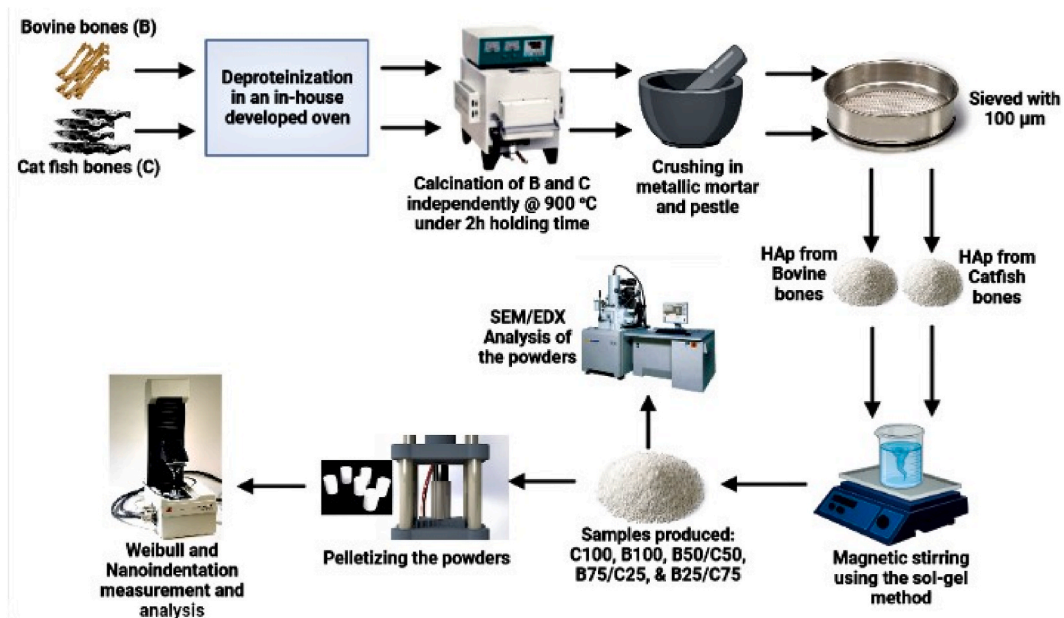 Bovine bones (B)
Cat fish bones (C)
Deproteinization
in an in-house
developed oven
Calcination of B and C
independently @ 900 °C
under 2h holding time
Crushing in
metallic mortar
and pestle
Sieved with
100 µm
HAp from
Bovine
bones
HAp from
Catfish
bones
Magnetic stirring
using the sol-gel
method
Samples produced:
C100, B100, B50/C50,
B75/C25, & B25/C75
SEM/EDX
Analysis of
the powders
Pelletizing the powders
Weibull and
Nanoindentation
measurement and
analysis